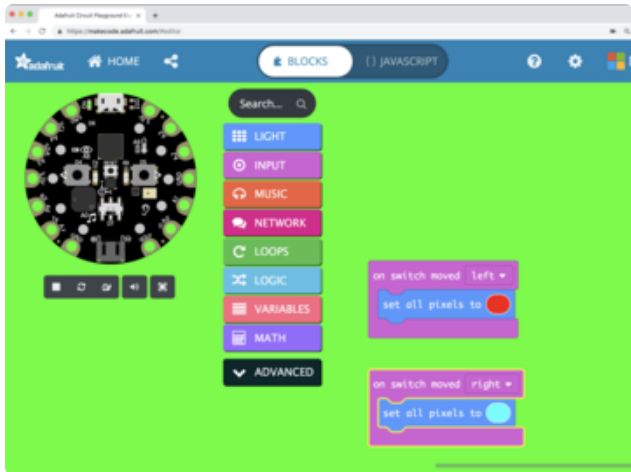 Adafruit Circuit Playground Ex
https://makecode.adafruit.com/#editor
adafruit
HOME
BLOCKS
{} JAVASCRIPT
Search...
LIGHT
INPUT
MUSIC
NETWORK
LOOPS
LOGIC
VARIABLES
MATH
ADVANCED
on switch moved left
set all pixels to
on switch moved right
set all pixels to